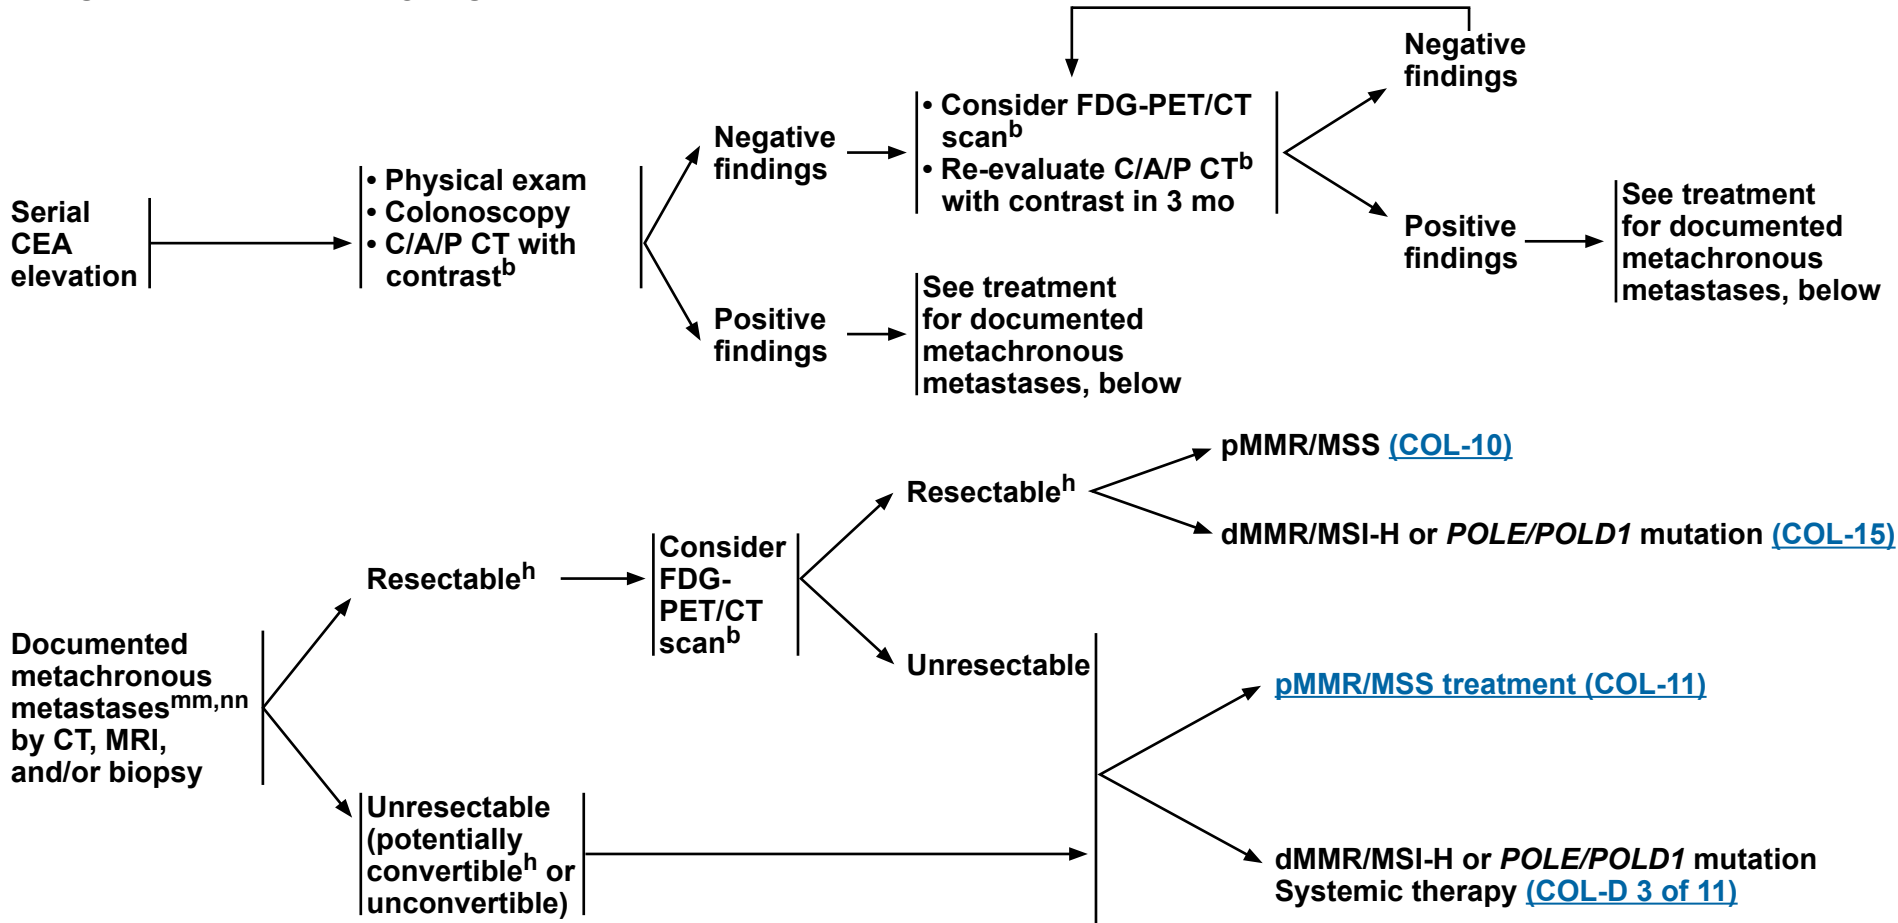 Serial
CEA
elevation
• Physical exam
• Colonoscopy
• C/A/P CT with
contrastb
Negative
findings
Positive
findings
• Consider FDG-PET/CT
scanb
• Re-evaluate C/A/P CTb
with contrast in 3 mo
See treatment
for documented
metachronous
metastases, below
Negative
findings
Positive
findings
See treatment
for documented
metachronous
metastases, below
Documented
metachronous
metastasesmm,nn
by CT, MRI,
and/or biopsy
Resectableh
Consider
FDG-
PET/CT
scanb
Resectableh
pMMR/MSS (COL-10)
dMMR/MSI-H or POLE/POLD1 mutation (COL-15)
Unresectable
Unresectable
(potentially
convertibleh or
unconvertible)
pMMR/MSS treatment (COL-11)
dMMR/MSI-H or POLE/POLD1 mutation
Systemic therapy (COL-D 3 of 11)